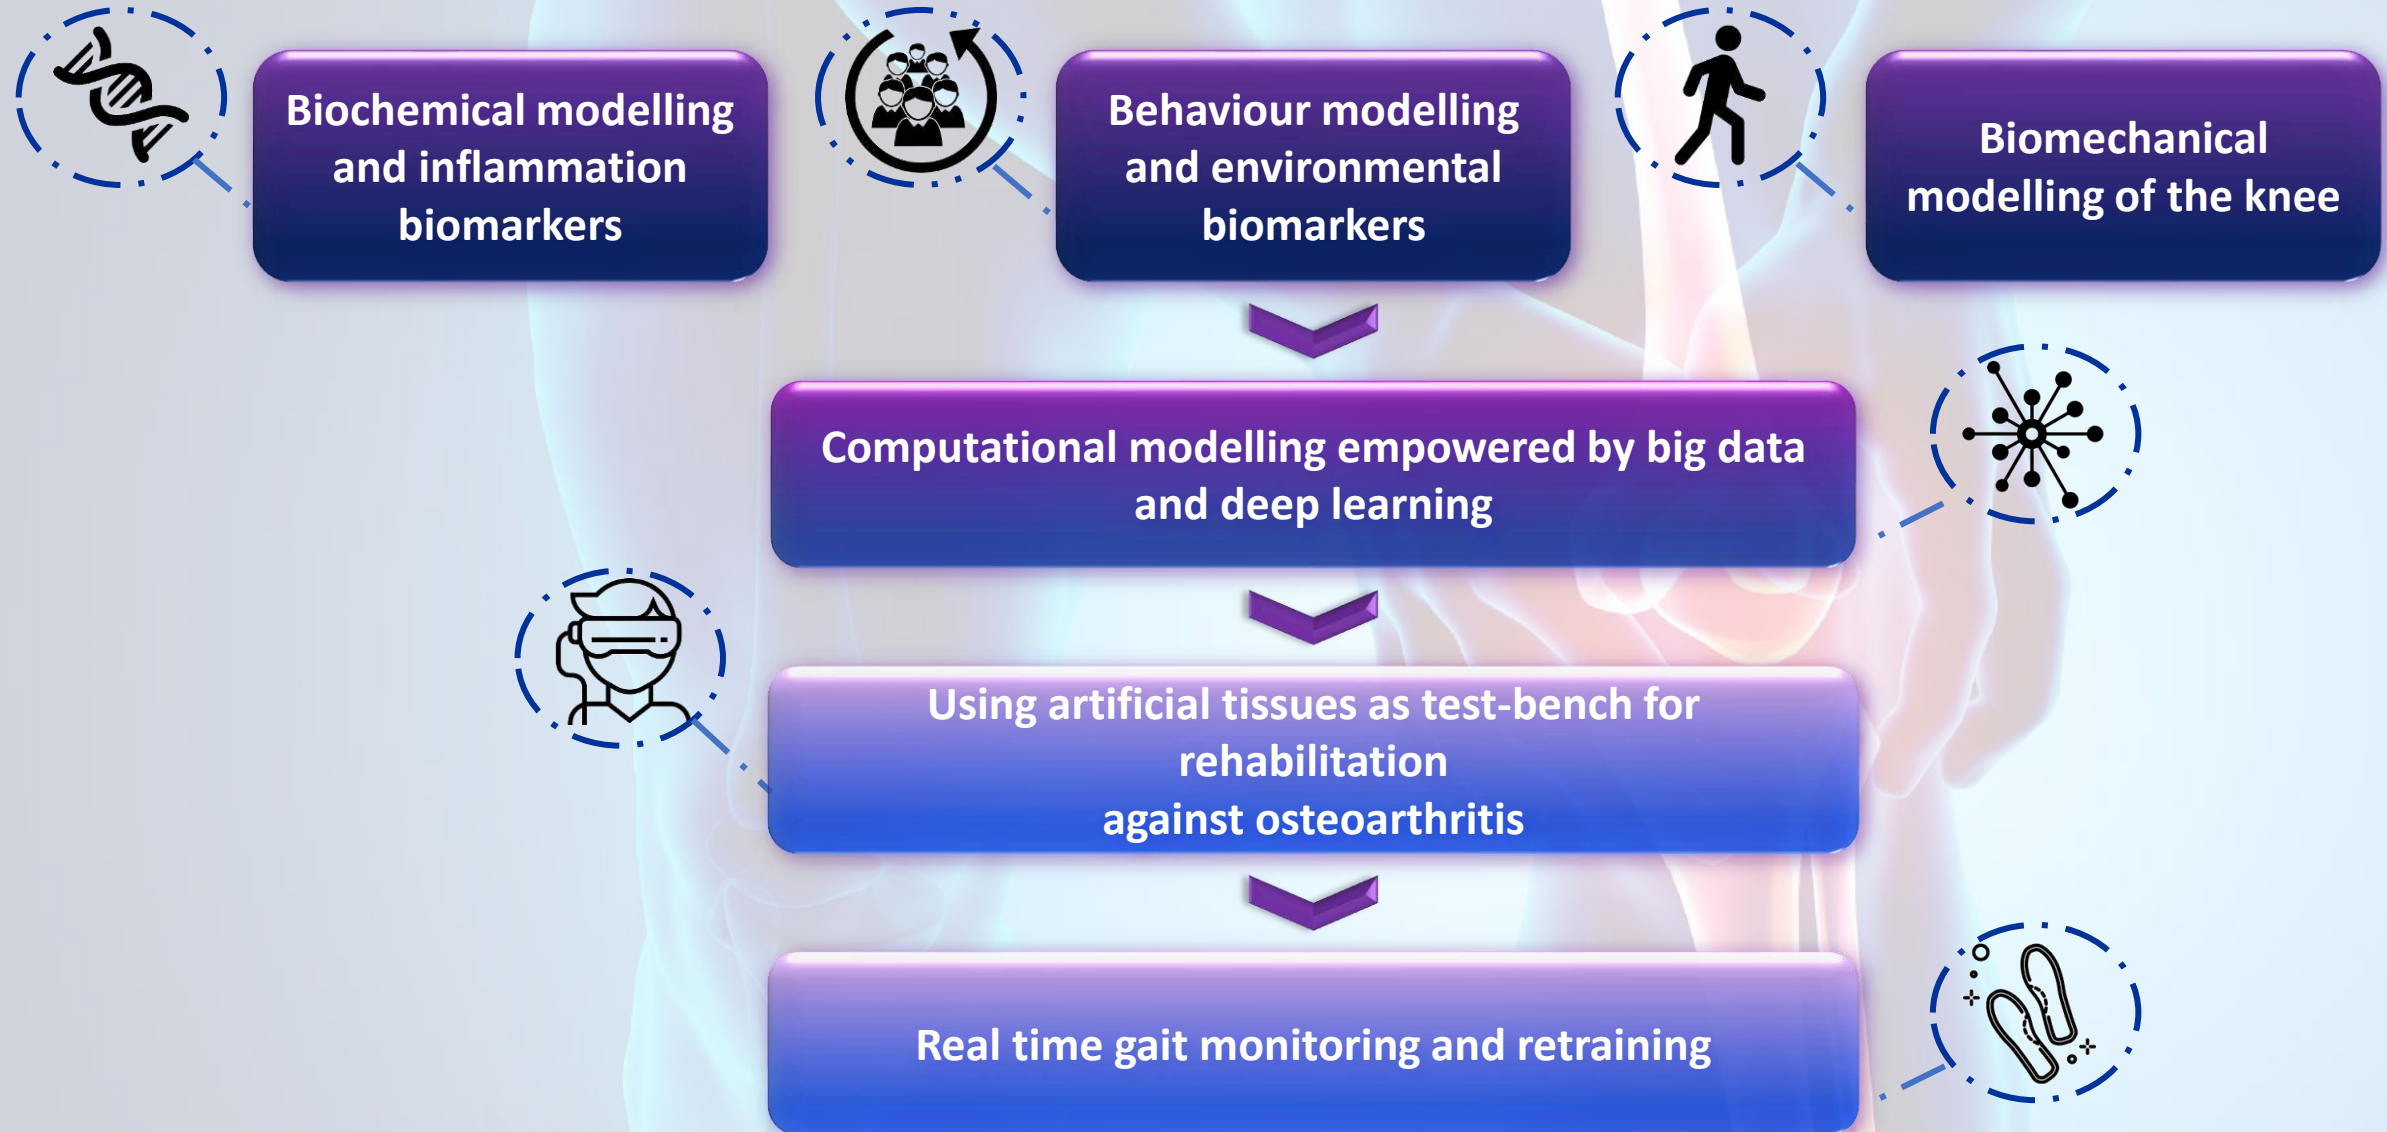 Biochemical modelling
and inflammation
biomarkers
Behaviour modelling
and environmental
biomarkers
Biomechanical
modelling of the knee
Computational modelling empowered by big data
and deep learning
Using artificial tissues as test-bench for
rehabilitation
against osteoarthritis
Real time gait monitoring and retraining